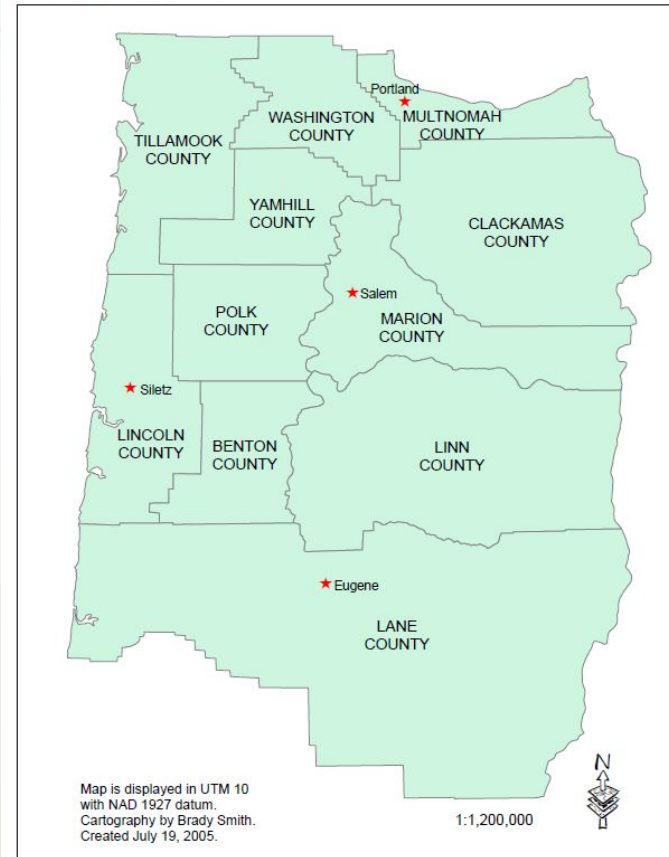 Portland
WASHINGTON
COUNTY
MULTNOMAH
COUNTY
TILLAMOOK
COUNTY
YAMHILL
COUNTY
CLACKAMAS
COUNTY
Salem
POLK
COUNTY
MARION
COUNTY
Siletz
LINCOLN
COUNTY
BENTON
COUNTY
LINN
COUNTY
Eugene
LANE
COUNTY
N
Map is displayed in UTM 10
with NAD 1927 datum.
Cartography by Brady Smith.
Created July 19, 2005.
1:1,200,000